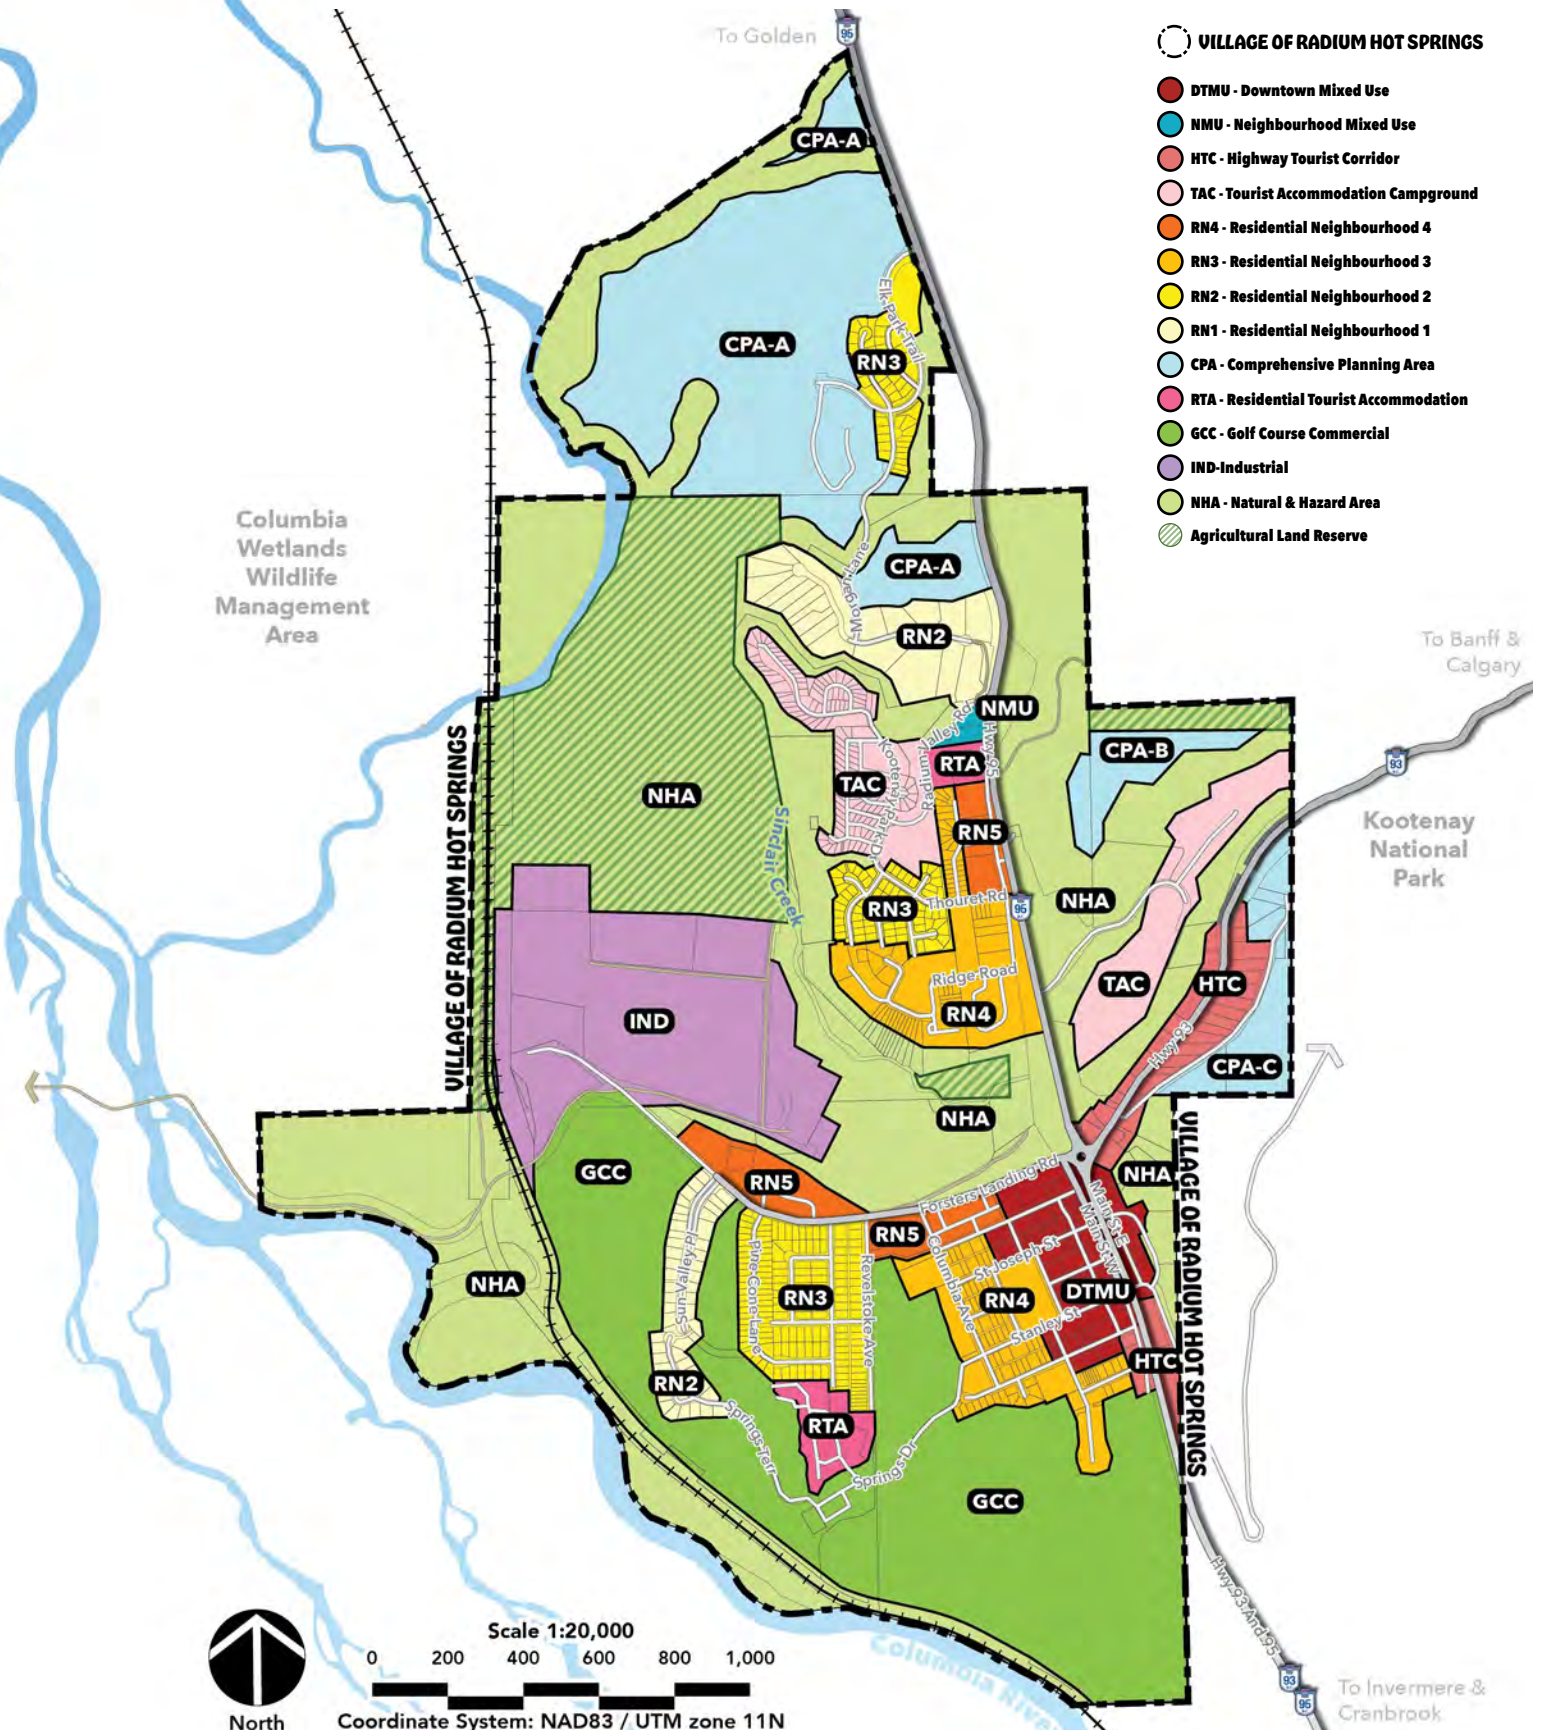 To Golden
95
VILLAGE OF RADIUM HOT SPRINGS
DTMU - Downtown Mixed Use
NMU - Neighbourhood Mixed Use
HTC - Highway Tourist Corridor
TAC - Tourist Accommodation Campground
RN4 - Residential Neighbourhood 4
RN3 - Residential Neighbourhood 3
RN2 - Residential Neighbourhood 2
RN1 - Residential Neighbourhood 1
CPA - Comprehensive Planning Area
RTA - Residential Tourist Accommodation
GCC - Golf Course Commercial
IND-Industrial
NHA - Natural & Hazard Area
Agricultural Land Reserve
CPA-A
CPA-A
Elk Park Trail
RN3
Columbia
Wetlands
Wildlife
Management
Area
CPA-A
Morgan Lane
RN2
To Banff &
Calgary
NMU
Radium Valley Rd
Hwy 95
CPA-B
93
RTA
TAC
Kootenay Park Dr
NHA
Sinclair Creek
RN5
Kootenay
National
Park
VILLAGE OF RADIUM HOT SPRINGS
NHA
RN3
Thouret Rd
95
Ridge Road
TAC
HTC
RN4
IND
Hwy 93
CPA-C
NHA
GCC
RN5
Forsters Landing Rd
NHA
VILLAGE OF RADIUM HOT SPRINGS
Main St E
Main St W
RN5
Columbia Ave
St Joseph St
NHA
Sun Valley Pl
Pine Cone Lane
RN3
Revelstoke Ave
RN4
DTMU
Stanley St
HTC
RN2
RTA
Springs Terr
Springs Dr
GCC
Hwy 93 And 95
Columbia River
93
95
To Invermere &
Cranbrook
North
Scale 1:20,000
0 200 400 600 800 1,000
Coordinate System: NAD83 / UTM zone 11N